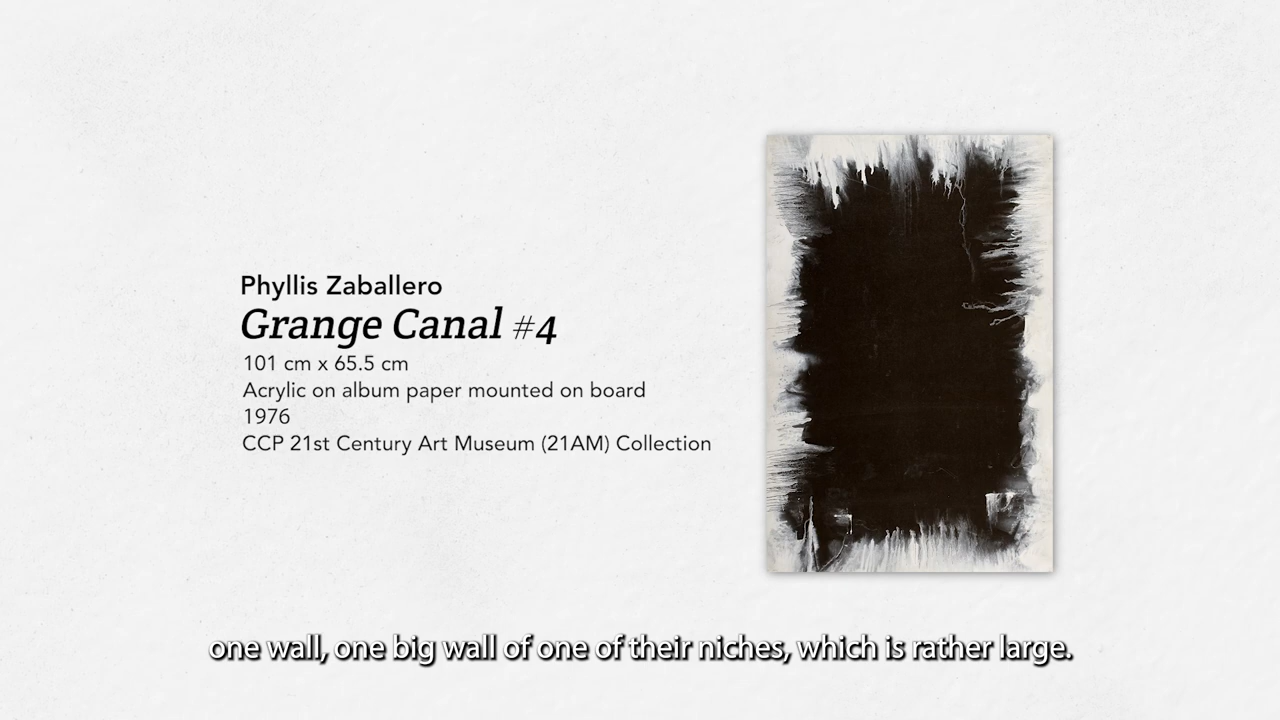 Phyllis Zaballero
Grange Canal #4
101 cm x 65.5 cm
Acrylic on album paper mounted on board
1976
CCP 21st Century Art Museum (21AM) Collection
one wall, one big wall of one of their niches, which is rather large.